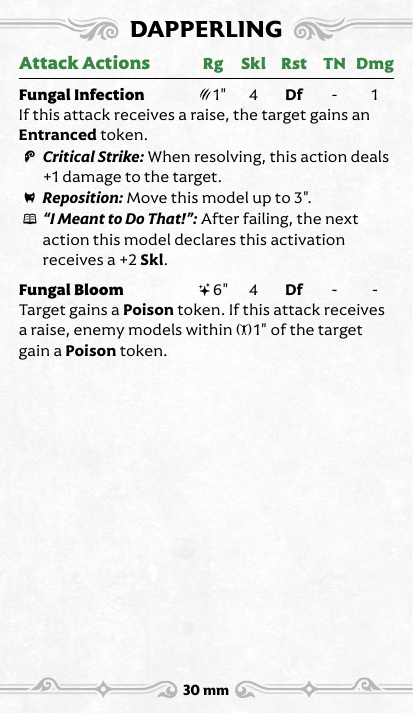 DAPPERLING
Attack Actions Rg Skl Rst TN Dmg
Fungal Infection 1" 4 Df - 1
If this attack receives a raise, the target gains an
Entranced token.
Critical Strike: When resolving, this action deals
+1 damage to the target.
Reposition: Move this model up to 3".
“I Meant to Do That!”: After failing, the next
action this model declares this activation
receives a +2 Skl.
Fungal Bloom 6" 4 Df - -
Target gains a Poison token. If this attack receives
a raise, enemy models within 1" of the target
gain a Poison token.
30 mm